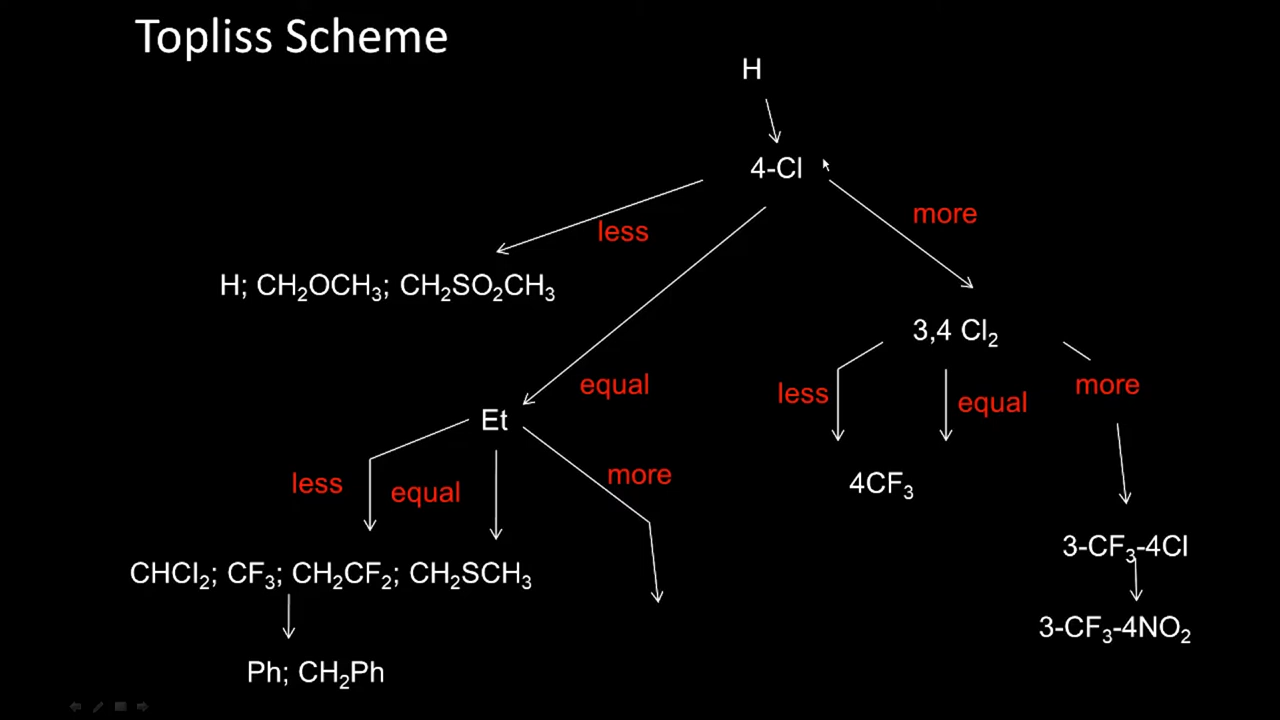 Topliss Scheme
H
4-Cl
less
more
H; CH₂OCH₃; CH₂SO₂CH₃
3,4 Cl₂
equal
less
equal
more
Et
less
equal
more
4CF₃
3-CF₃-4Cl
CHCl₂; CF₃; CH₂CF₂; CH₂SCH₃
3-CF₃-4NO₂
Ph; CH₂Ph